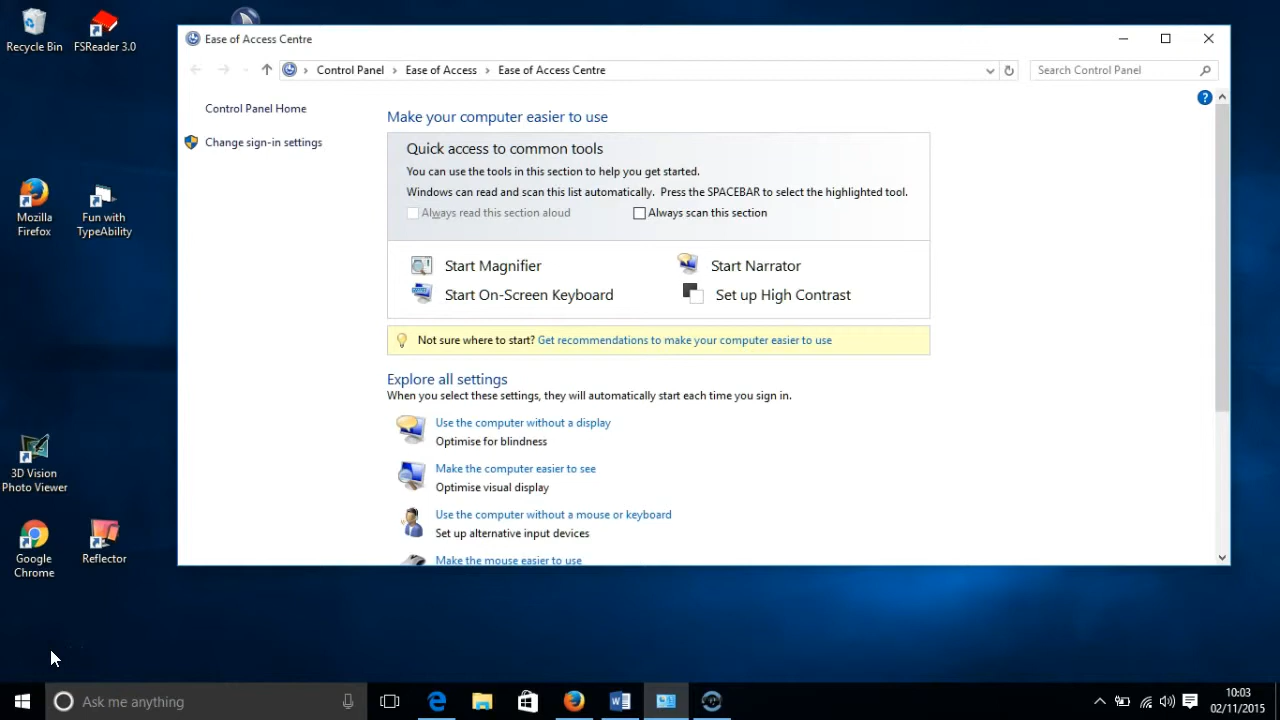 Recycle Bin
FSReader 3.0
Mozilla
Firefox
Fun with
TypeAbility
3D Vision
Photo Viewer
Google
Chrome
Reflector
Ease of Access Centre
Control Panel > Ease of Access > Ease of Access Centre
Search Control Panel
Control Panel Home
Change sign-in settings
?
Make your computer easier to use
Quick access to common tools
You can use the tools in this section to help you get started.
Windows can read and scan this list automatically. Press the SPACEBAR to select the highlighted tool.
Always read this section aloud
Always scan this section
Start Magnifier
Start Narrator
Start On-Screen Keyboard
Set up High Contrast
Not sure where to start? Get recommendations to make your computer easier to use
Explore all settings
When you select these settings, they will automatically start each time you sign in.
Use the computer without a display
Optimise for blindness
Make the computer easier to see
Optimise visual display
Use the computer without a mouse or keyboard
Set up alternative input devices
Make the mouse easier to use
Ask me anything
10:03
02/11/2015